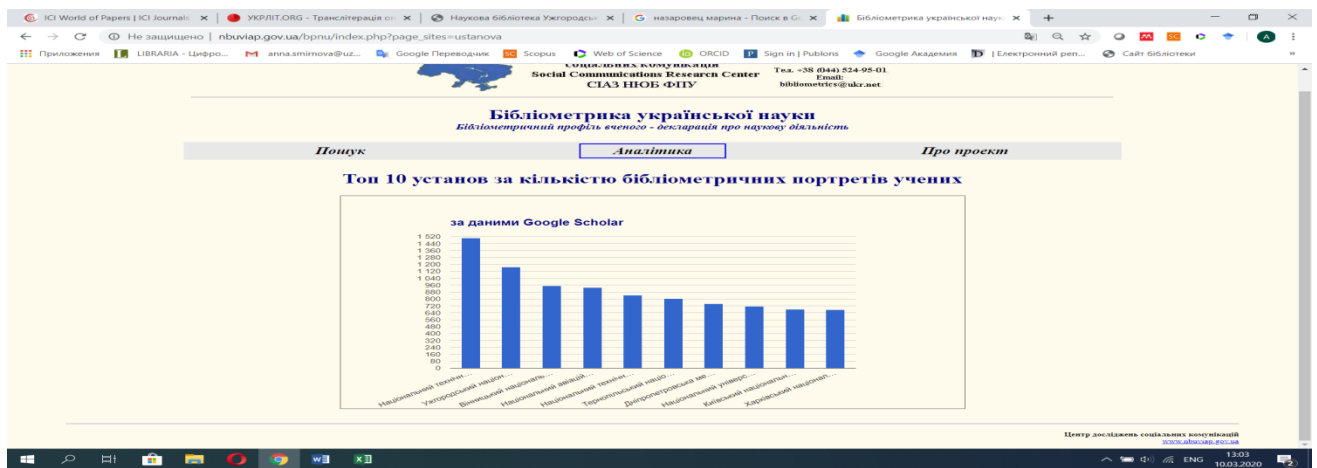 ICI World of Papers | ICI Journals
УКРЛІТ.ORG - Транслітерація он
Наукова бібліотека Ужгородсь
назаровец марина - Поиск в Go
Бібліометрика української наук
Не защищено | nbuviap.gov.ua/bpnu/index.php?page_sites=ustanova
Приложения LIBRARIA - Цифро... anna.smirnova@uz... Google Переводчик Scopus Web of Science ORCID Sign in | Publons Google Академия | Електронний реп... Сайт бібліотеки
соціальних комунікацій
Social Communications Research Center
СІАЗ НЮБ ФПУ
Тел. +38 (044) 524-95-01
Email:
bibliometrics@ukr.net
Бібліометрика української науки
Бібліометричний профіль вченого - декларація про наукову діяльність
Пошук Аналітика Про проект
Топ 10 установ за кількістю бібліометричних портретів учених
за даними Google Scholar
1 520
1 440
1 360
1 280
1 200
1 120
1 040
960
880
800
720
640
560
480
400
320
240
160
80
0
Національний технічн...
Ужгородський націон...
Вінницький національ...
Національний авіацій...
Національний технічн...
Тернопільський націо...
Дніпропетровська ме...
Національний універс...
Київський національн...
Харківський націонал...
Центр досліджень соціальних комунікацій
www.nbuviap.gov.ua
ENG
13:03
10.03.2020